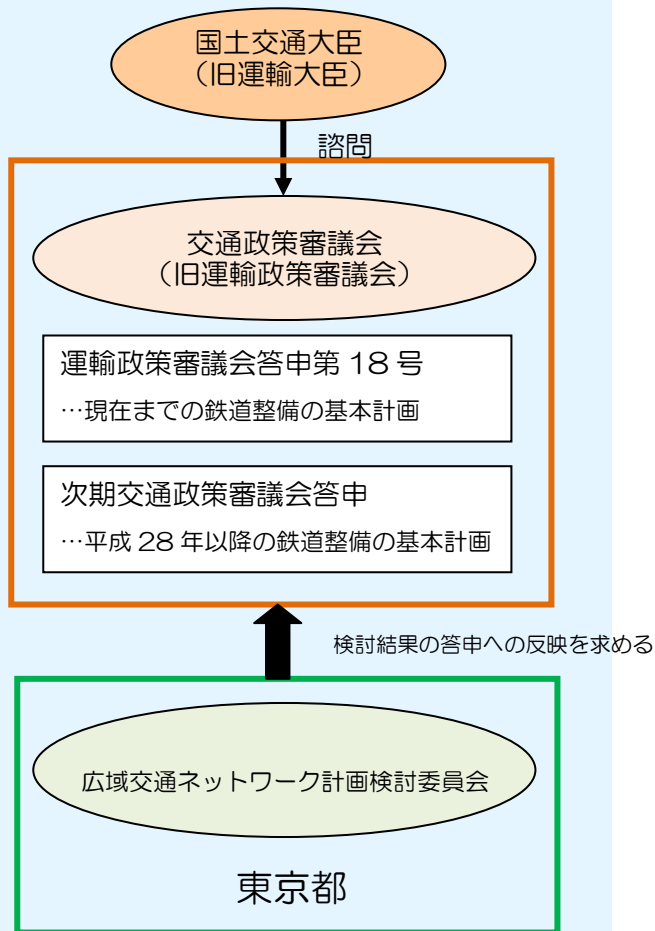 国土交通大臣
（旧運輸大臣）
諮問
交通政策審議会
（旧運輸政策審議会）
運輸政策審議会答申第 18 号
…現在までの鉄道整備の基本計画
次期交通政策審議会答申
…平成 28 年以降の鉄道整備の基本計画
検討結果の答申への反映を求める
広域交通ネットワーク計画検討委員会
東京都